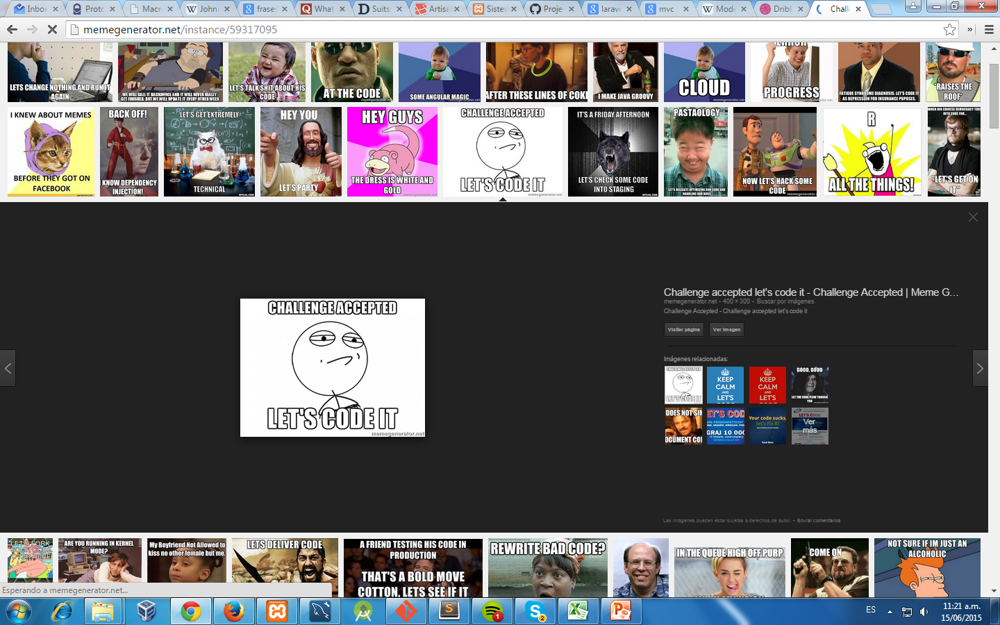 Inbox
Proto
Macr
John
frase
What
Suits
Artisa
Sister
Proje
larave
mvc
Mode
Dribb
Chall
memegenerator.net/instance/59317095
LETS CHANGE NOTHING AND RUN IT
AGAIN
WE WILL CALL IT BACKOFFICE AND IT WILL NEVER REALLY
GET FINISHED, BUT WE WILL UPDATE IT EVERY OTHER WEEK
LET'S TALK SHIT ABOUT HIS
CODE
AT THE CODE
SOME ANGULAR MAGIC
AFTER THESE LINES OF COKE
I MAKE JAVA GROOVY
CLOUD
ERROR
PROGRESS
FATIGUE SYNDROME DIAGNOSIS. LET'S CODE IT
AS DEPRESSION FOR INSURANCE PUPOSES.
*RAISES THE
ROOF*
I KNEW ABOUT MEMES
BEFORE THEY GOT ON
FACEBOOK
BACK OFF!
I KNOW DEPENDENCY
INJECTION!
LET'S GET EXTREMELY
TECHNICAL
HEY YOU
LET'S PARTY
HEY GUYS
THE DRESS IS WHITE AND
GOLD
CHALLENGE ACCEPTED
LET'S CODE IT
IT'S A FRIDAY AFTERNOON
LET'S CHECK SOME CODE
INTO STAGING
PASTAOLOGY
LET'S DELEGATE OPTIMIZING OUR CODE AND
HANDLING OUR BUGS
NOW LET'S HACK SOME
CODE
R
ALL THE THINGS!
WHEN DID CHINESE DEMOCRACY TURN
INTO CODE FOR...
"LET'S GET ON
IT"
CHALLENGE ACCEPTED
LET'S CODE IT
memegenerator.net
Challenge accepted let's code it - Challenge Accepted | Meme G...
memegenerator.net - 400 × 300 - Buscar por imágenes
Challenge Accepted - Challenge accepted let's code it
Visitar página
Ver imagen
Imágenes relacionadas:
CHALLENGE ACCEPTED
LET'S CODE IT
KEEP
CALM
AND
LET'S
CODE
KEEP
CALM
AND
LET'S
CODE
GOOD, GOOD
LET THE CODE FLOW THROUGH
YOU
DOES NOT SIM
DOCUMENT COD
LET'S COD
GRAJ 10 000
Your code sucks,
let's fix it!
LET'S CODE
Ver
más
Las imágenes pueden estar sujetas a derechos de autor. - Enviar comentarios
LET'S FORK
SOME CODE
OVER HERE
ARE YOU RUNNING IN KERNEL
MODE?
My Boyfriend Not Allowed to
kiss no other female but me.
LETS DELIVER CODE
A FRIEND TESTING HIS CODE IN
PRODUCTION
THAT'S A BOLD MOVE
COTTON, LETS SEE IF IT
REWRITE BAD CODE?
IN THE QUEUE HIGH OFF PURP
COME ON
NOT SURE IF IM JUST AN
ALCOHOLIC
Esperando a memegenerator.net...
1
2
ES
11:21 a.m.
15/06/2015